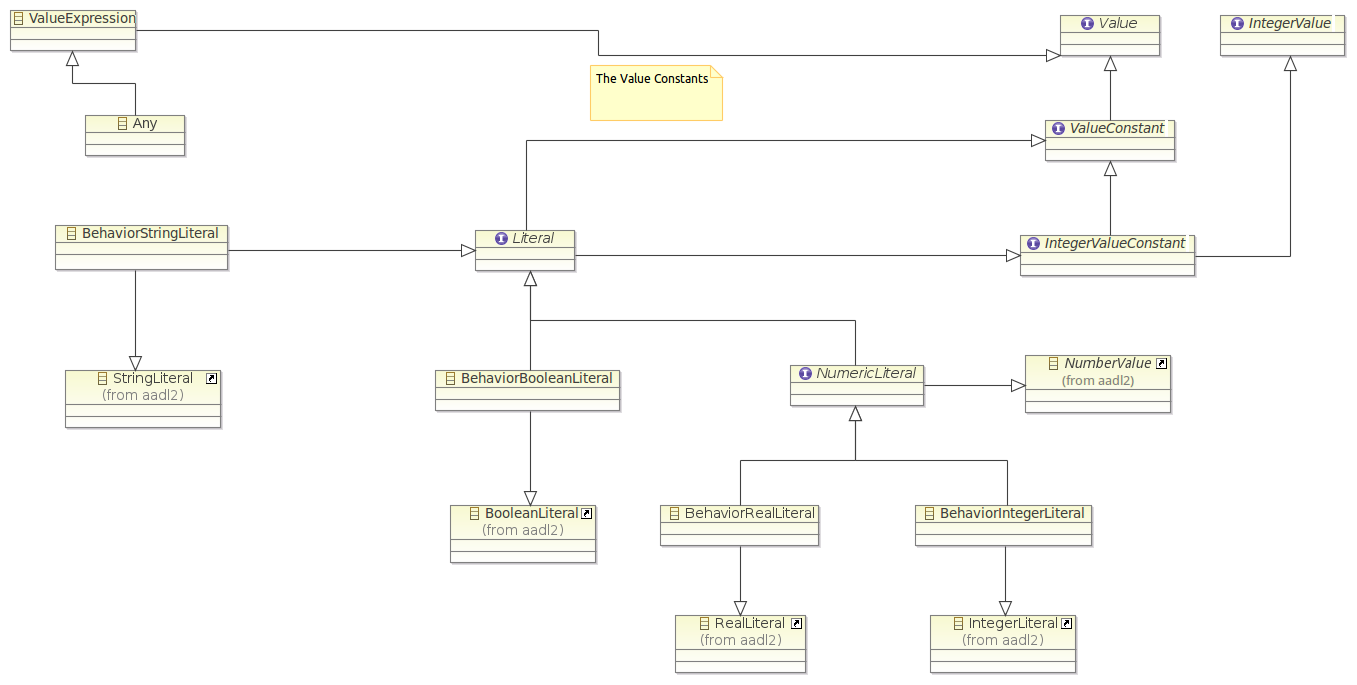 ValueExpression
Value
IntegerValue
The Value Constants
Any
ValueConstant
BehaviorStringLiteral
Literal
IntegerValueConstant
StringLiteral
(from aadl2)
BehaviorBooleanLiteral
NumericLiteral
NumberValue
(from aadl2)
BooleanLiteral
(from aadl2)
BehaviorRealLiteral
BehaviorIntegerLiteral
RealLiteral
(from aadl2)
IntegerLiteral
(from aadl2)